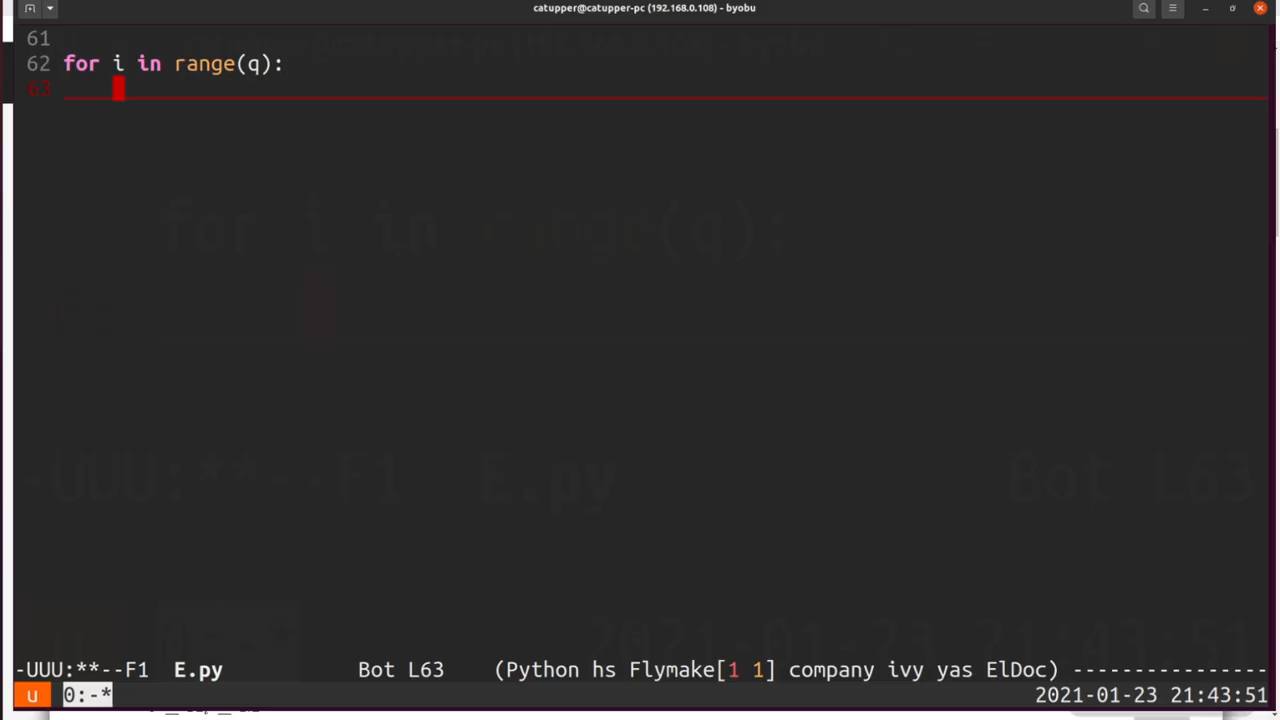 catupper@catupper-pc (192.168.0.108) - byobu
61
62 for i in range(q):
63
-UUU:**--F1 E.py Bot L63 (Python hs Flymake[1 1] company ivy yas ElDoc) ----------------
u 0:-* 2021-01-23 21:43:51